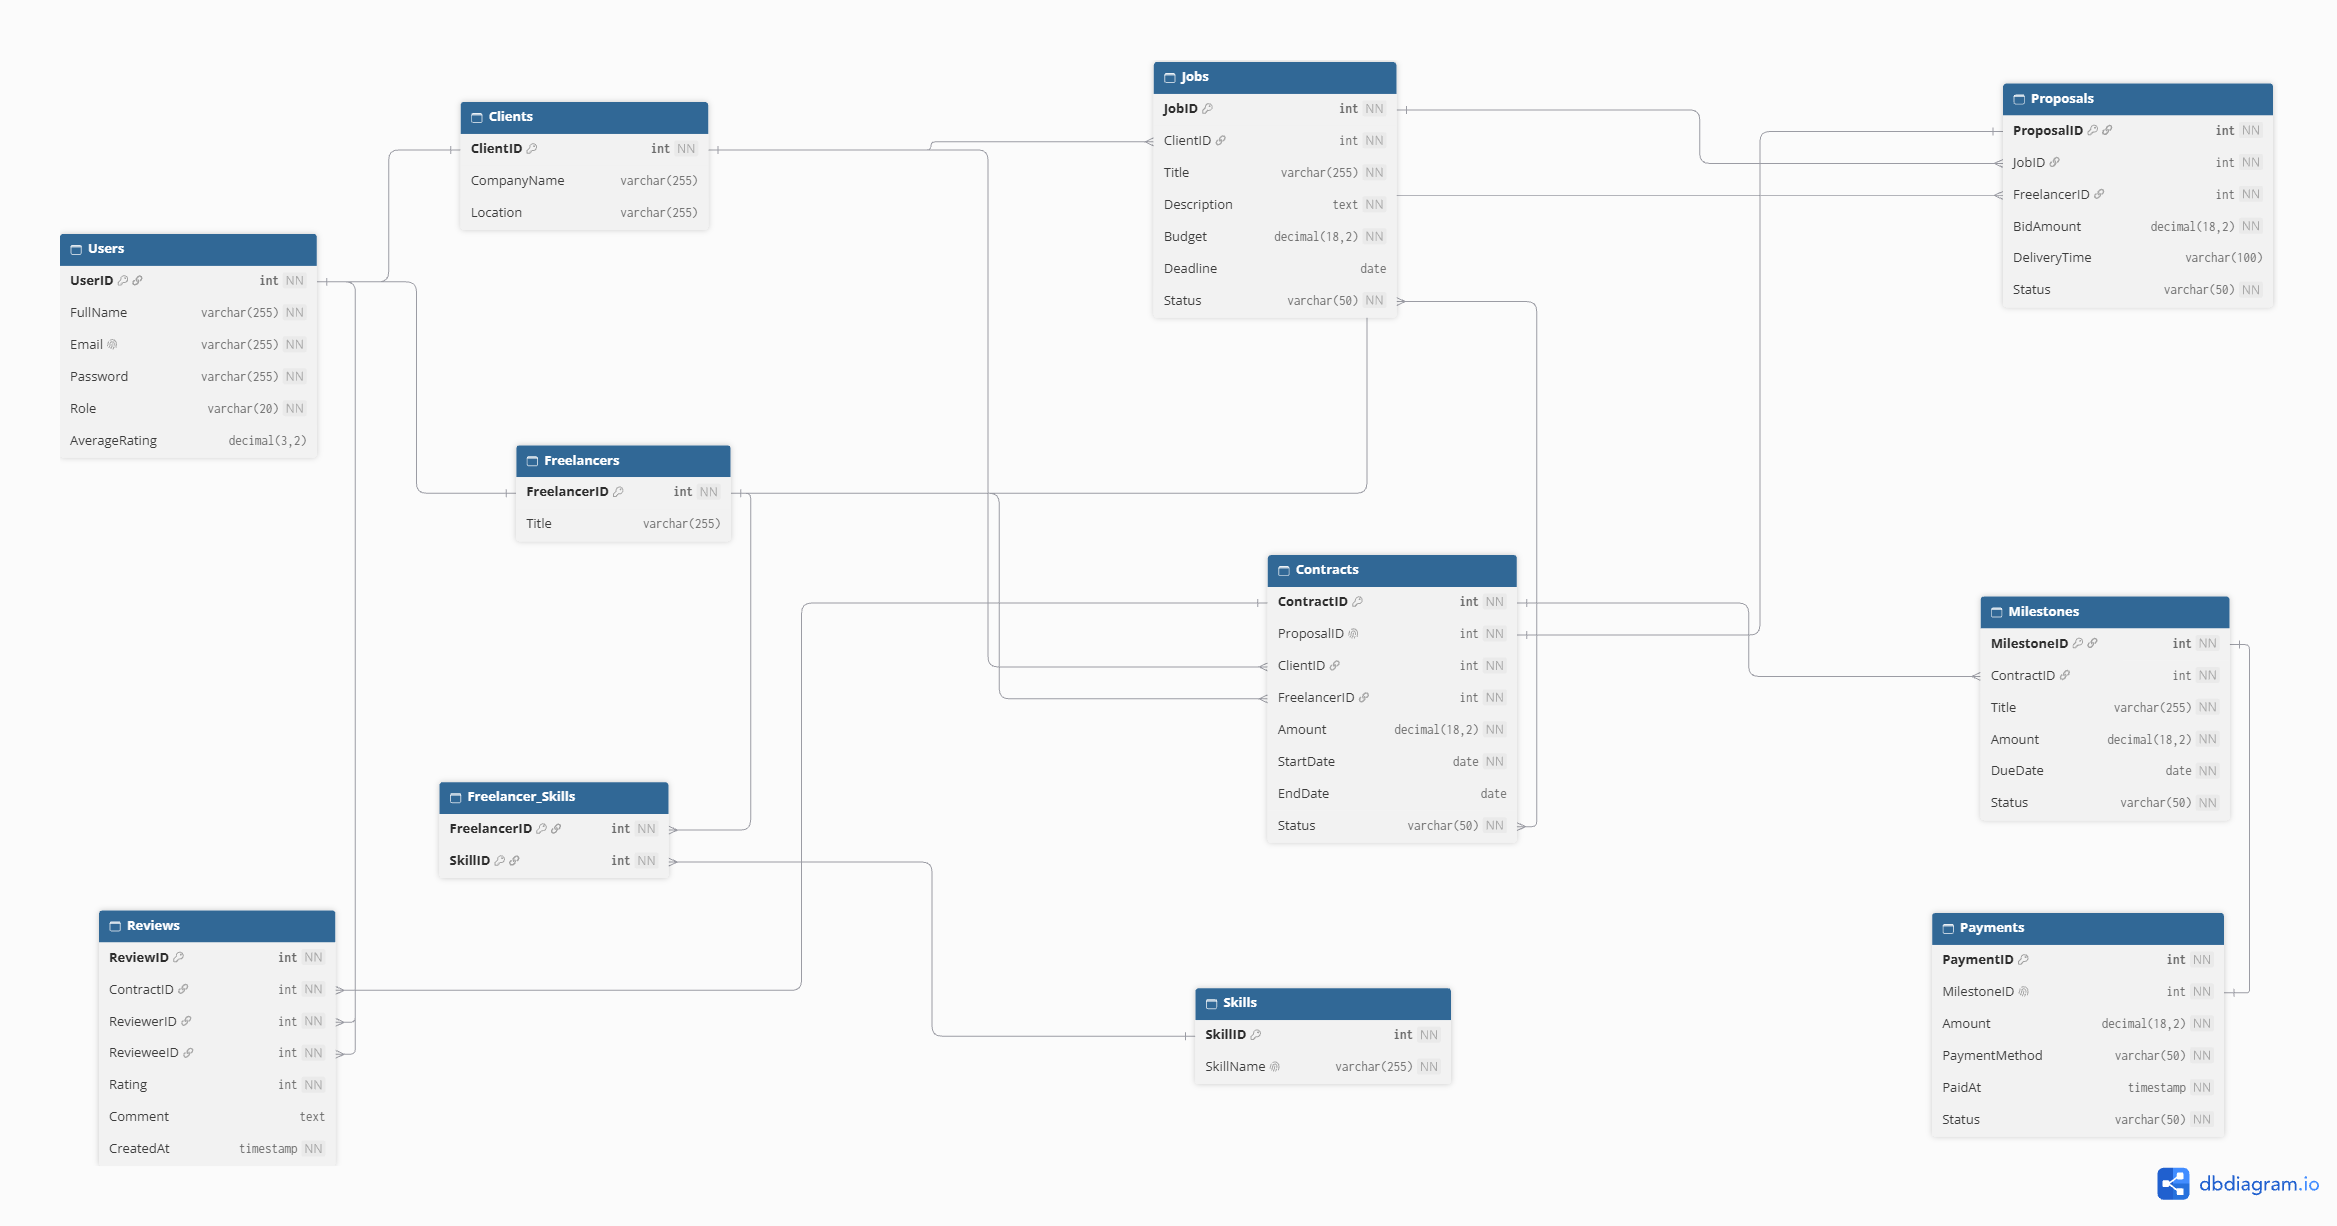 Users
UserID int NN
FullName varchar(255) NN
Email varchar(255) NN
Password varchar(255) NN
Role varchar(20) NN
AverageRating decimal(3,2)
Clients
ClientID int NN
CompanyName varchar(255)
Location varchar(255)
Jobs
JobID int NN
ClientID int NN
Title varchar(255) NN
Description text NN
Budget decimal(18,2) NN
Deadline date
Status varchar(50) NN
Proposals
ProposalID int NN
JobID int NN
FreelancerID int NN
BidAmount decimal(18,2) NN
DeliveryTime varchar(100)
Status varchar(50) NN
Freelancers
FreelancerID int NN
Title varchar(255)
Contracts
ContractID int NN
ProposalID int NN
ClientID int NN
FreelancerID int NN
Amount decimal(18,2) NN
StartDate date NN
EndDate date
Status varchar(50) NN
Milestones
MilestoneID int NN
ContractID int NN
Title varchar(255) NN
Amount decimal(18,2) NN
DueDate date NN
Status varchar(50) NN
Freelancer_Skills
FreelancerID int NN
SkillID int NN
Reviews
ReviewID int NN
ContractID int NN
ReviewerID int NN
RevieweeID int NN
Rating int NN
Comment text
CreatedAt timestamp NN
Skills
SkillID int NN
SkillName varchar(255) NN
Payments
PaymentID int NN
MilestoneID int NN
Amount decimal(18,2) NN
PaymentMethod varchar(50) NN
PaidAt timestamp NN
Status varchar(50) NN
dbdiagram.io